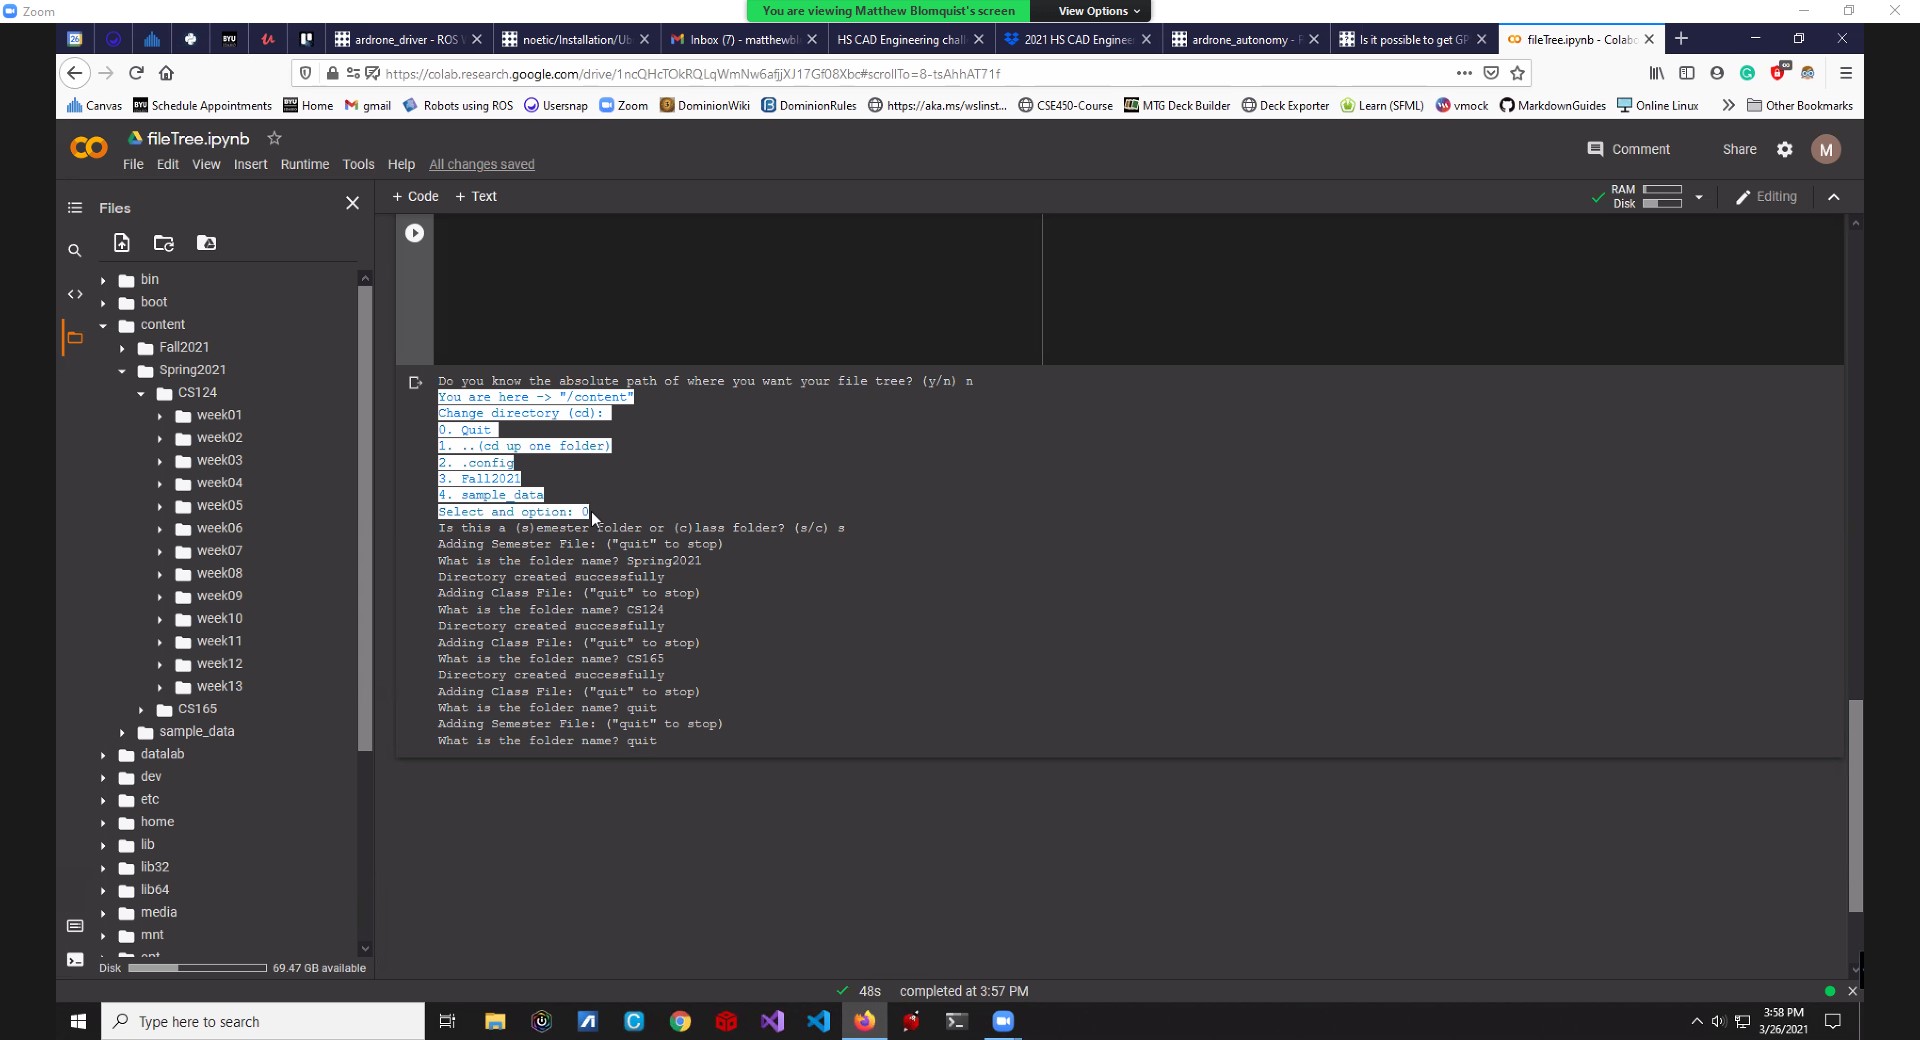 Zoom
You are viewing Matthew Blomquist's screen
View Options
26
BYU
ardrone_driver - ROS W
noetic/Installation/Ub
Inbox (7) - matthewbl
HS CAD Engineering chal
2021 HS CAD Enginee
ardrone_autonomy - R
Is it possible to get GP
fileTree.ipynb - Colabo
https://colab.research.google.com/drive/1ncQHcTOkRQLqWmNw6afjjXJ17Gf08Xbc#scrollTo=8-tsAhhAT71f
Canvas
BYU Schedule Appointments
BYU Home
gmail
Robots using ROS
Usersnap
Zoom
DominionWiki
DominionRules
https://aka.ms/wslinst...
CSE450-Course
MTG Deck Builder
Deck Exporter
Learn (SFML)
vmock
MarkdownGuides
Online Linux
Other Bookmarks
fileTree.ipynb
File Edit View Insert Runtime Tools Help All changes saved
Comment
Share
M
Files
+ Code + Text
RAM
Disk
Editing
bin
boot
content
Fall2021
Spring2021
CS124
week01
week02
week03
week04
week05
week06
week07
week08
week09
week10
week11
week12
week13
CS165
sample_data
datalab
dev
etc
home
lib
lib32
lib64
media
mnt
Disk
69.47 GB available
Do you know the absolute path of where you want your file tree? (y/n) n
You are here -> "/content"
Change directory (cd):
0. Quit
1. ..(cd up one folder)
2. .config
3. Fall2021
4. sample_data
Select and option: 0
Is this a (s)emester folder or (c)lass folder? (s/c) s
Adding Semester File: ("quit" to stop)
What is the folder name? Spring2021
Directory created successfully
Adding Class File: ("quit" to stop)
What is the folder name? CS124
Directory created successfully
Adding Class File: ("quit" to stop)
What is the folder name? CS165
Directory created successfully
Adding Class File: ("quit" to stop)
What is the folder name? quit
Adding Semester File: ("quit" to stop)
What is the folder name? quit
48s completed at 3:57 PM
Type here to search
3:58 PM
3/26/2021